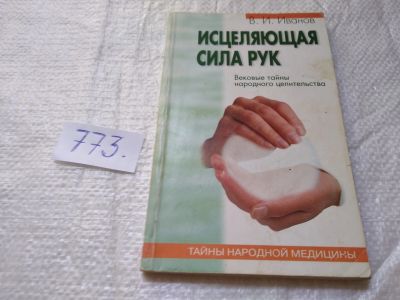 В. И. Иванов
ИСЦЕЛЯЮЩАЯ
СИЛА РУК
Вековые тайны
народного целительства
773.
ТАЙНЫ НАРОДНОЙ МЕДИЦИНЫ